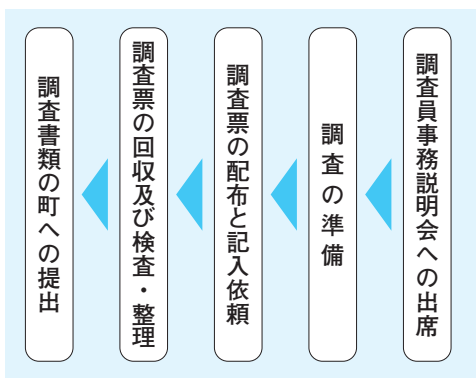 調査員事務説明会への出席
調査の準備
調査票の配布と記入依頼
調査票の回収及び検査・整理
調査書類の町への提出